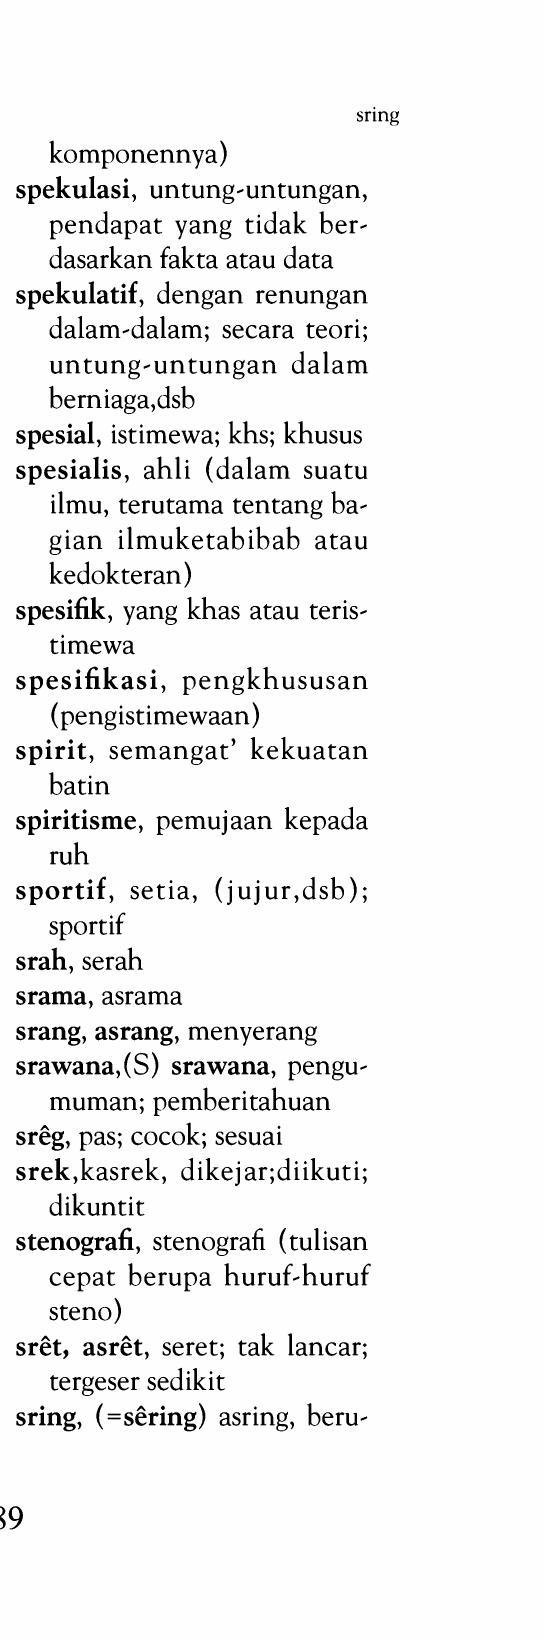 sring
komponennya)
spekulasi, untung-untungan,
pendapat yang tidak ber-
dasarkan fakta atau data
spekulatif, dengan renungan
dalam-dalam; secara teori;
untung-untungan dalam
berniaga,dsb
spesial, istimewa; khs; khusus
spesialis, ahli (dalam suatu
ilmu, terutama tentang ba-
gian ilmuketabibab atau
kedokteran)
spesifik, yang khas atau teris-
timewa
spesifikasi, pengkhususan
(pengistimewaan)
spirit, semangat’ kekuatan
batin
spiritisme, pemujaan kepada
ruh
sportif, setia, (jujur,dsb);
sportif
srah, serah
srama, asrama
srang, asrang, menyerang
srawana,(S) srawana, pengu-
muman; pemberitahuan
srêg, pas; cocok; sesuai
srek,kasrek, dikejar;diikuti;
dikuntit
stenografi, stenografi (tulisan
cepat berupa huruf-huruf
steno)
srêt, asrêt, seret; tak lancar;
tergeser sedikit
sring, (=sêring) asring, beru-
89